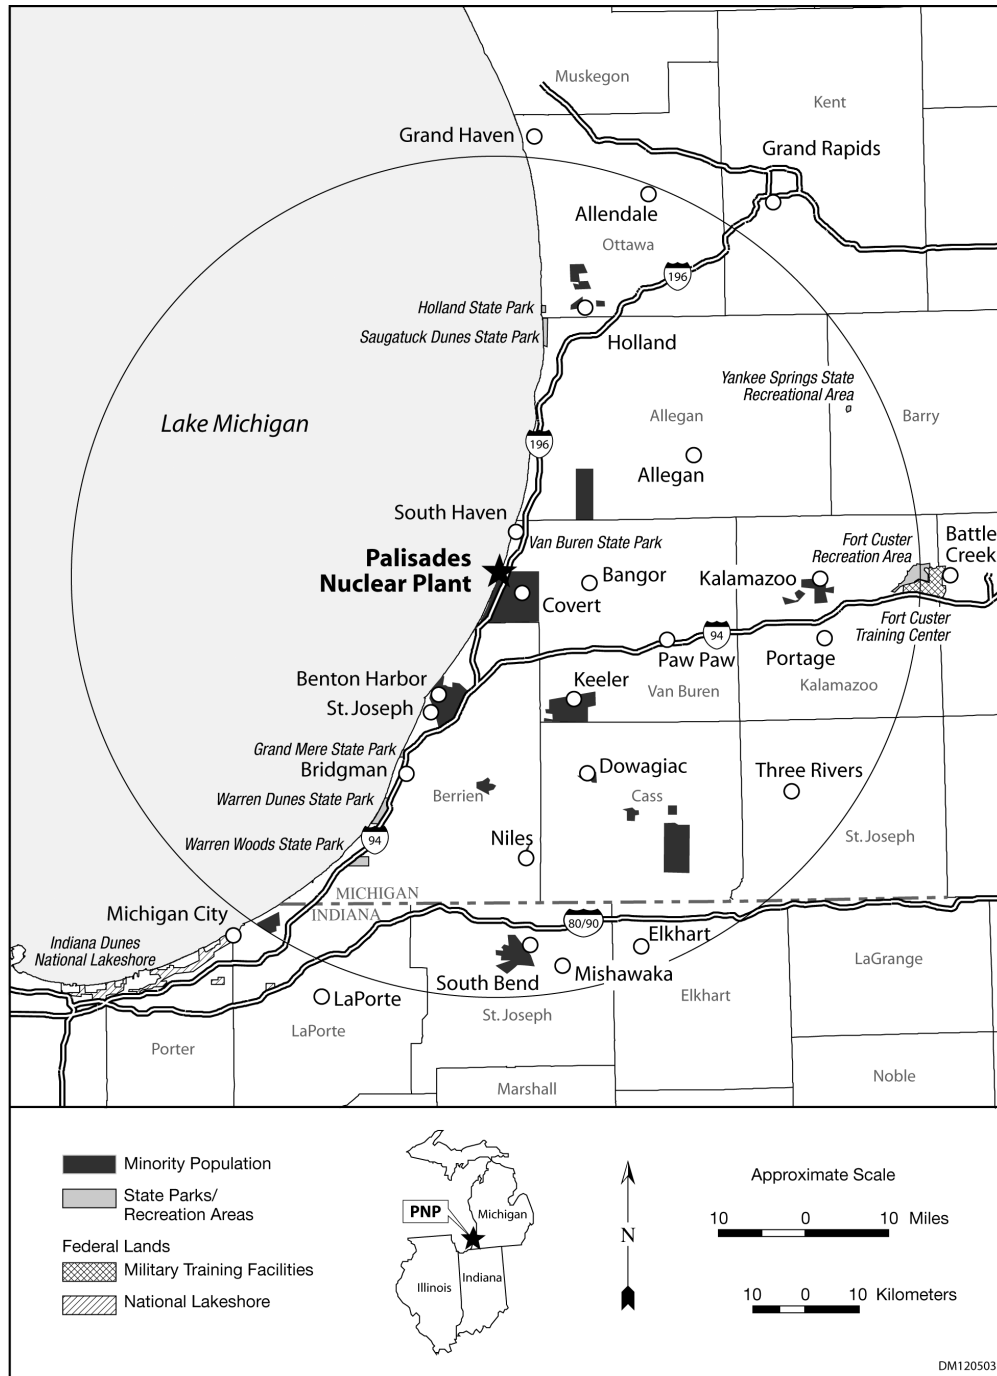 Muskegon
Kent
Grand Haven
Grand Rapids
Allendale
Ottawa
196
Holland State Park
Saugatuck Dunes State Park
Holland
Yankee Springs State
Recreational Area
Lake Michigan
Allegan
Barry
196
Allegan
South Haven
Van Buren State Park
Fort Custer
Recreation Area
Battle
Creek
Palisades
Nuclear Plant
Bangor
Kalamazoo
Covert
Fort Custer
Training Center
94
Paw Paw
Portage
Benton Harbor
Keeler
Van Buren
Kalamazoo
St. Joseph
Grand Mere State Park
Bridgman
Dowagiac
Three Rivers
Warren Dunes State Park
Berrien
Cass
Warren Woods State Park
94
Niles
St. Joseph
MICHIGAN
INDIANA
Michigan City
80/90
Elkhart
Indiana Dunes
National Lakeshore
South Bend
Mishawaka
LaGrange
LaPorte
Elkhart
St. Joseph
LaPorte
Porter
Noble
Marshall
Minority Population
State Parks/
Recreation Areas
Federal Lands
Military Training Facilities
National Lakeshore
PNP
Michigan
Illinois
Indiana
N
Approximate Scale
10 0 10 Miles
10 0 10 Kilometers
DM120503